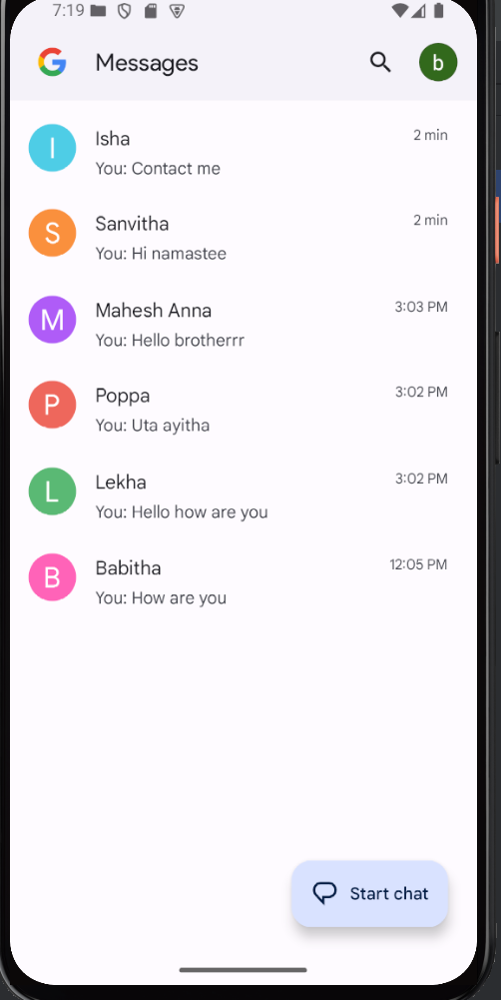 7:19
Messages
b
I
Isha
2 min
You: Contact me
S
Sanvitha
2 min
You: Hi namastee
M
Mahesh Anna
3:03 PM
You: Hello brotherrr
P
Poppa
3:02 PM
You: Uta ayitha
L
Lekha
3:02 PM
You: Hello how are you
B
Babitha
12:05 PM
You: How are you
Start chat